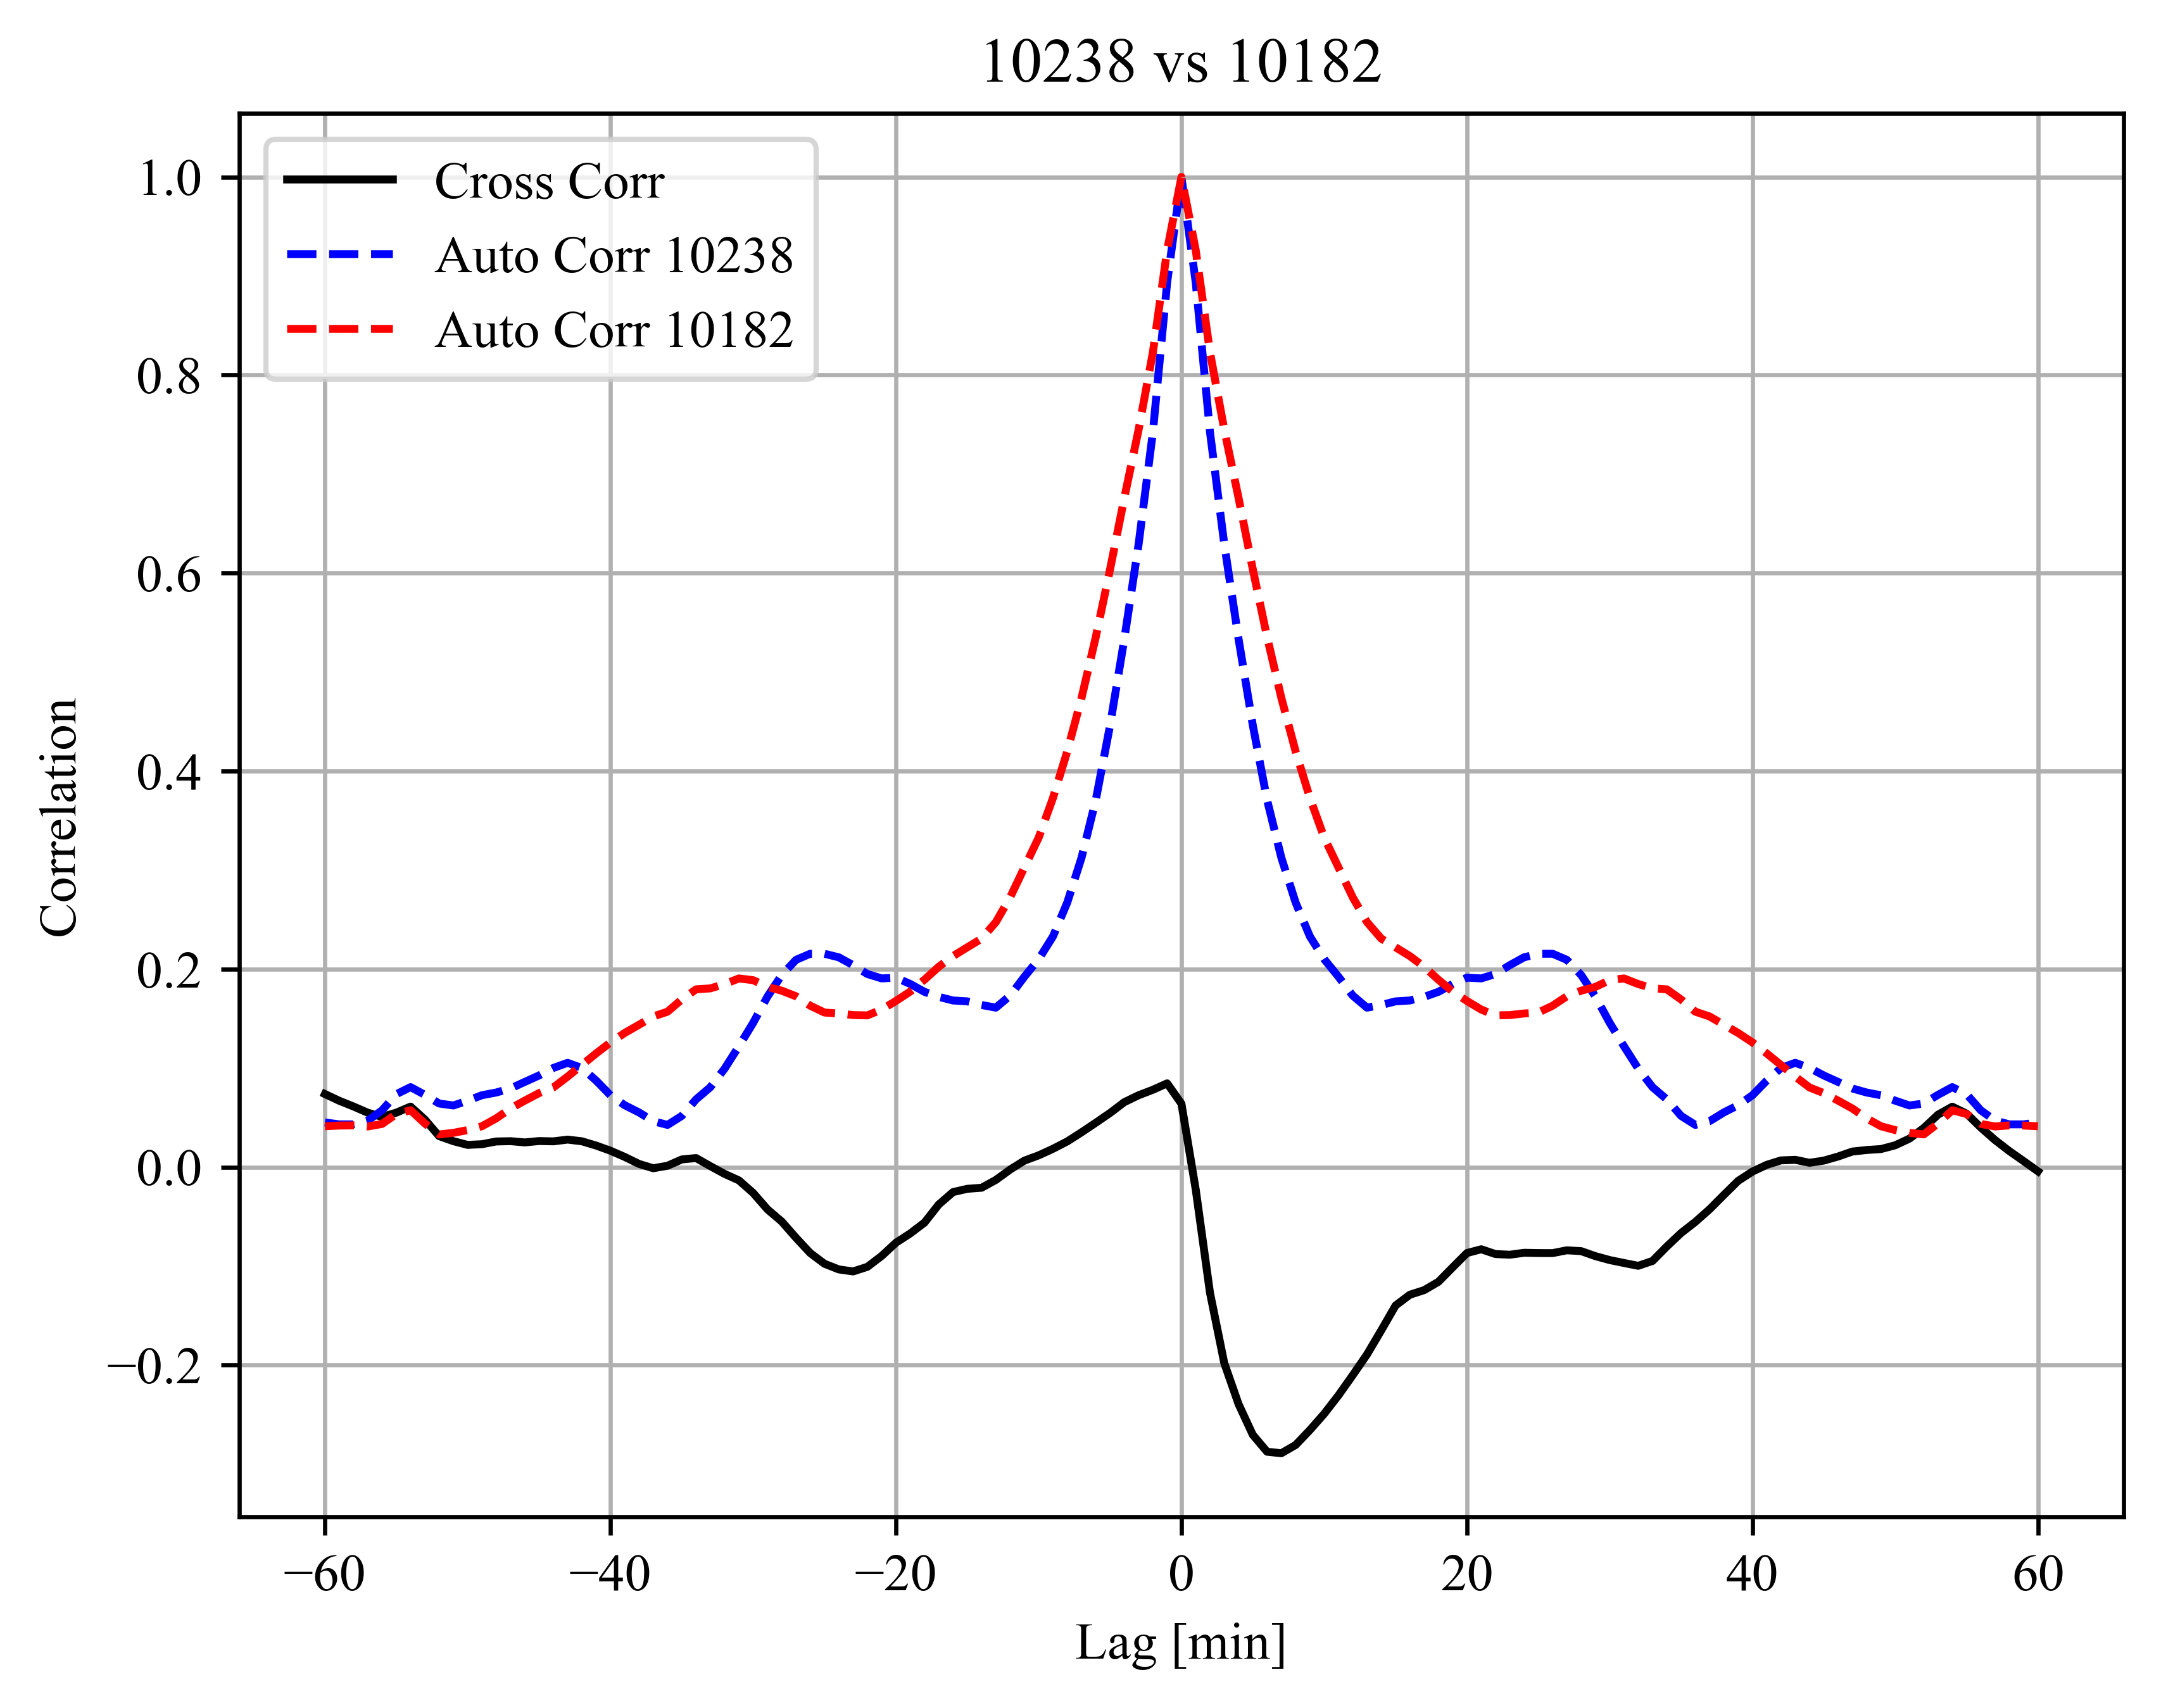 10238 vs 10182
Cross Corr
Auto Corr 10238
Auto Corr 10182
1.0
0.8
0.6
0.4
0.2
0.0
−0.2
Correlation
−60
−40
−20
0
20
40
60
Lag [min]